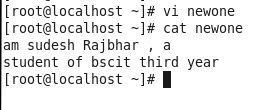 [root@localhost ~]# vi newone
[root@localhost ~]# cat newone
am sudesh Rajbhar , a
student of bscit third year
[root@localhost ~]#